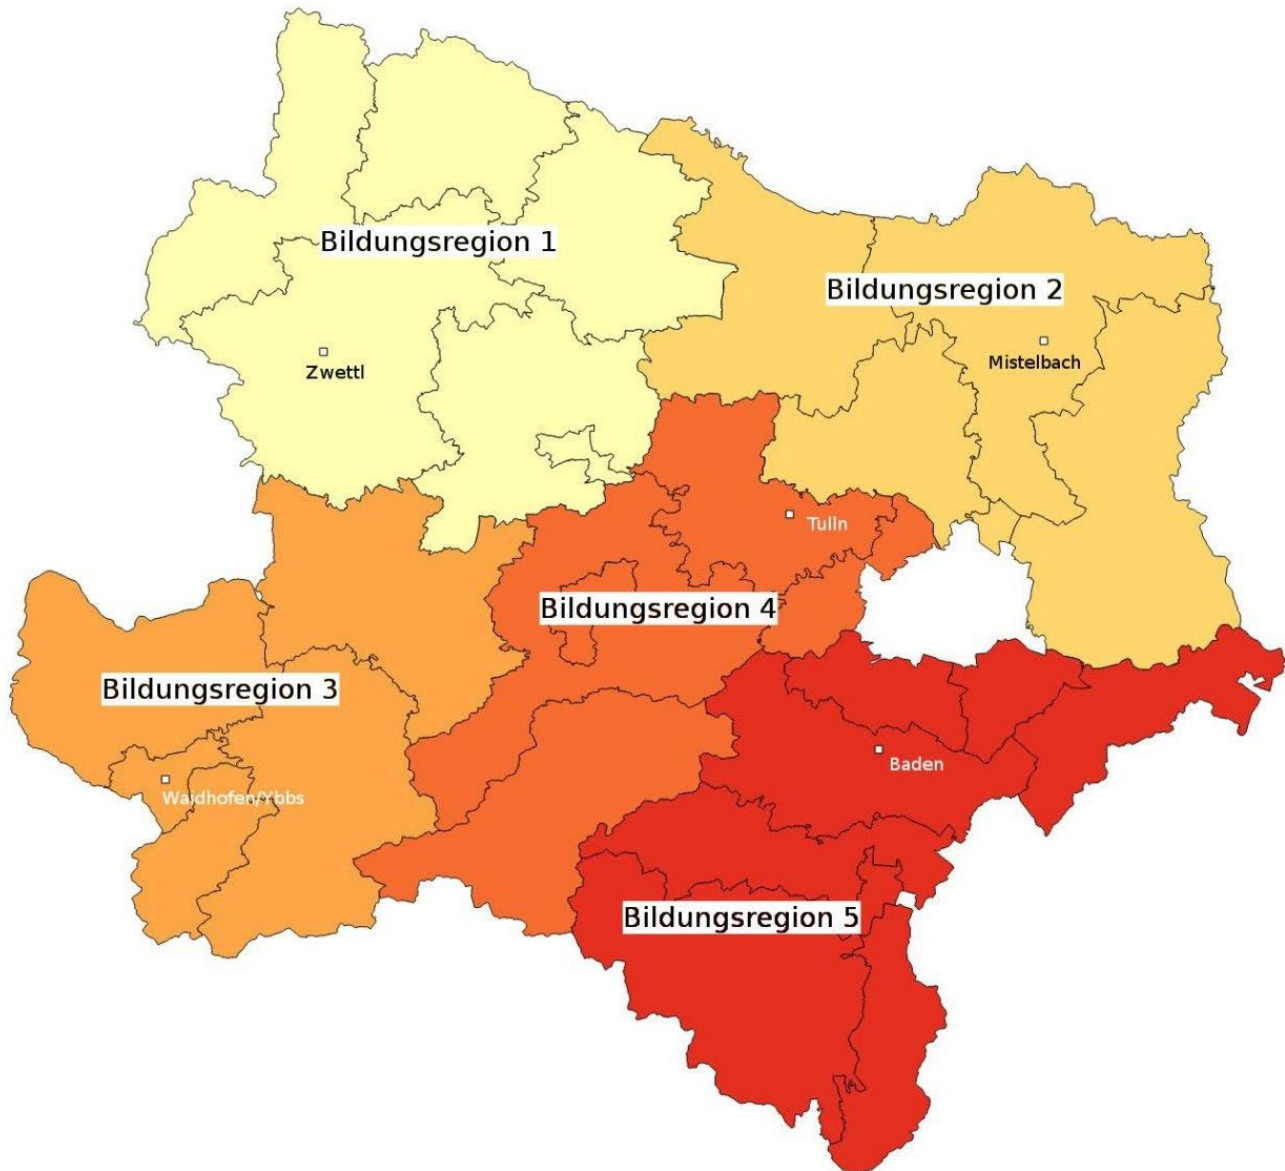 Bildungsregion 1
Bildungsregion 2
Zwettl
Mistelbach
Tulln
Bildungsregion 4
Bildungsregion 3
Baden
Waidhofen/Ybbs
Bildungsregion 5